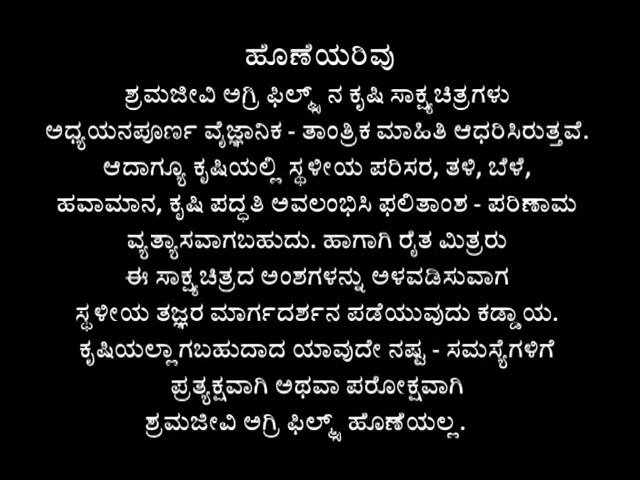 ಹೊಣೆಯರಿವು
ಶ್ರಮಜೀವಿ ಅಗ್ರಿ ಫಿಲ್ಮ್ಸ್ ನ ಕೃಷಿ ಸಾಕ್ಷ್ಯಚಿತ್ರಗಳು
ಅಧ್ಯಯನಪೂರ್ಣ ವೈಜ್ಞಾನಿಕ - ತಾಂತ್ರಿಕ ಮಾಹಿತಿ ಆಧರಿಸಿರುತ್ತವೆ.
ಆದಾಗ್ಯೂ ಕೃಷಿಯಲ್ಲಿ ಸ್ಥಳೀಯ ಪರಿಸರ, ತಳಿ, ಬೆಳೆ,
ಹವಾಮಾನ, ಕೃಷಿ ಪದ್ಧತಿ ಅವಲಂಭಿಸಿ ಫಲಿತಾಂಶ - ಪರಿಣಾಮ
ವ್ಯತ್ಯಾಸವಾಗಬಹುದು. ಹಾಗಾಗಿ ರೈತ ಮಿತ್ರರು
ಈ ಸಾಕ್ಷ್ಯಚಿತ್ರದ ಅಂಶಗಳನ್ನು ಅಳವಡಿಸುವಾಗ
ಸ್ಥಳೀಯ ತಜ್ಞರ ಮಾರ್ಗದರ್ಶನ ಪಡೆಯುವುದು ಕಡ್ಡಾಯ.
ಕೃಷಿಯಲ್ಲಾಗಬಹುದಾದ ಯಾವುದೇ ನಷ್ಟ - ಸಮಸ್ಯೆಗಳಿಗೆ
ಪ್ರತ್ಯಕ್ಷವಾಗಿ ಅಥವಾ ಪರೋಕ್ಷವಾಗಿ
ಶ್ರಮಜೀವಿ ಅಗ್ರಿ ಫಿಲ್ಮ್ಸ್ ಹೊಣೆಯಲ್ಲ.